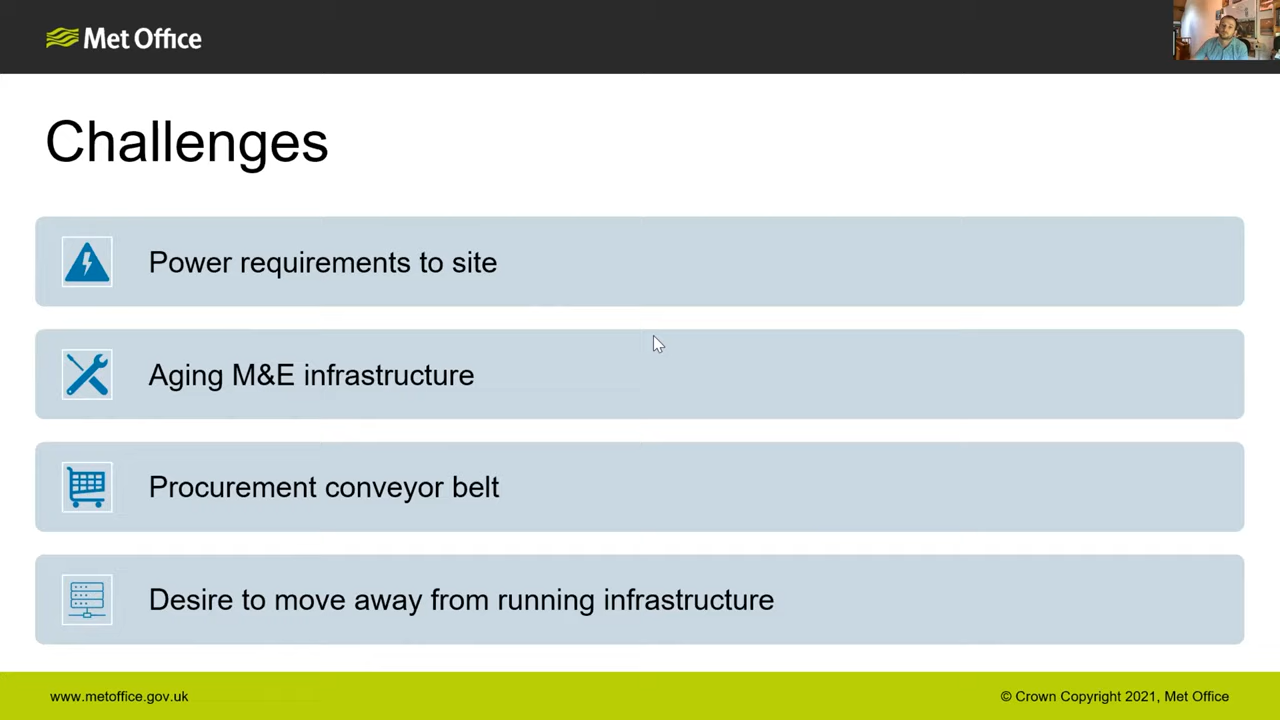 Met Office
Challenges
Power requirements to site
Aging M&E infrastructure
Procurement conveyor belt
Desire to move away from running infrastructure
www.metoffice.gov.uk
© Crown Copyright 2021, Met Office